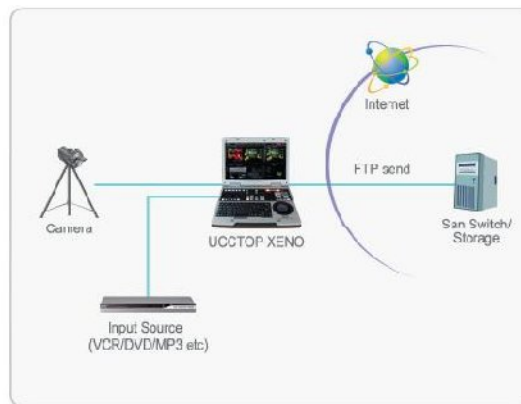 Internet
FTP send
Camera
UCCTOP XENO
San Switch/
Storage
Input Source
(VCR/DVD/MP3 etc)